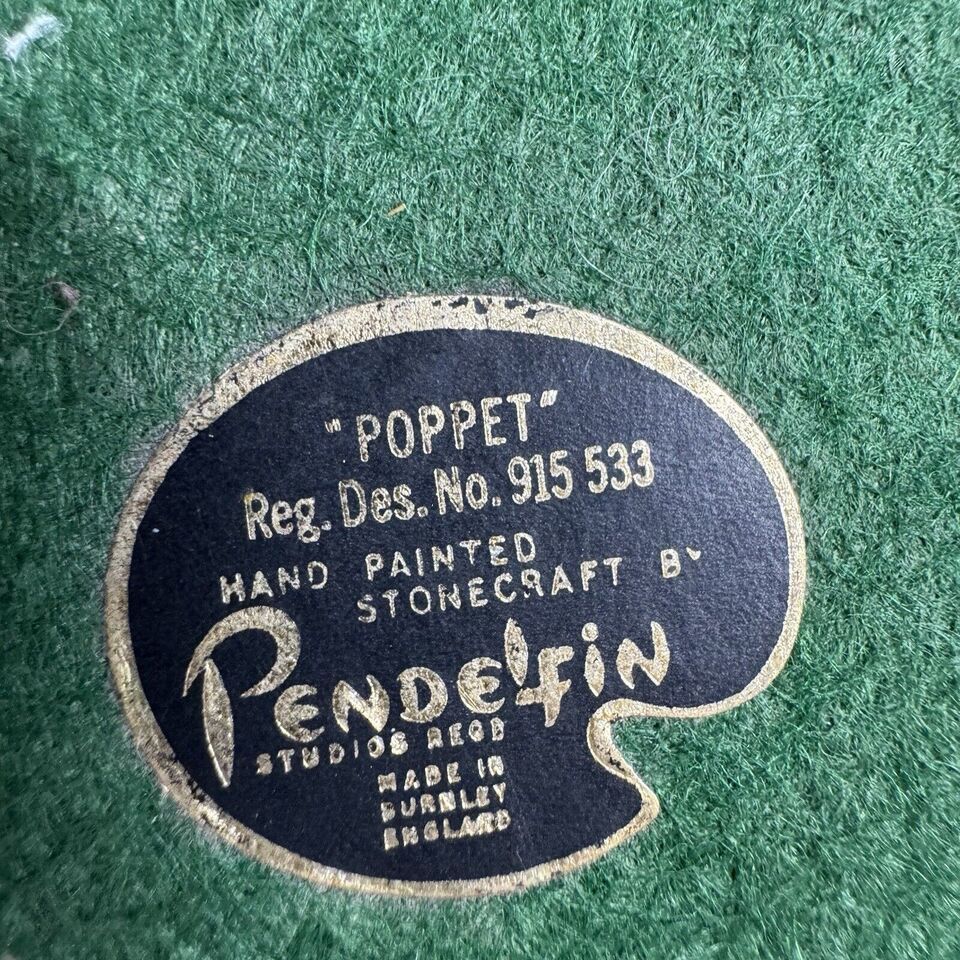 "POPPET"
Reg. Des. No. 915 533
HAND PAINTED
STONECRAFT BY
PENDELFIN
STUDIOS REGD
MADE IN
BURNLEY
ENGLAND